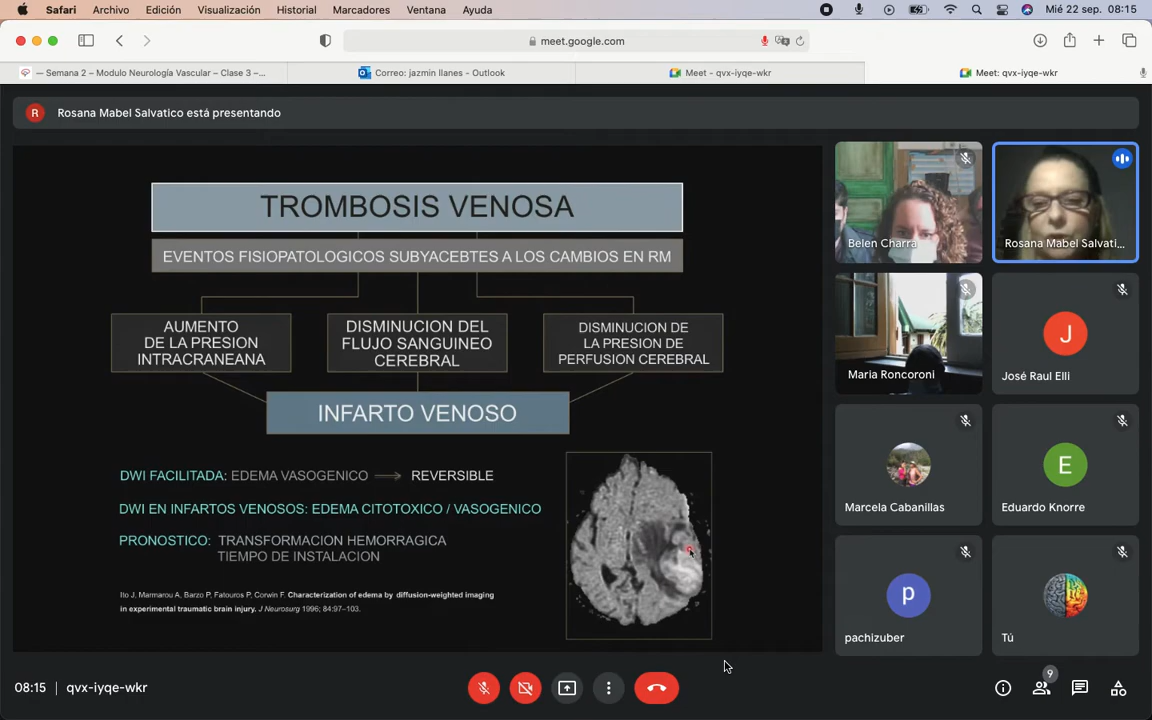 Safari Archivo Edición Visualización Historial Marcadores Ventana Ayuda Mié 22 sep. 08:15
meet.google.com
— Semana 2 – Modulo Neurología Vascular – Clase 3 –...
Correo: jazmin llanes - Outlook
Meet - qvx-iyqe-wkr
Meet: qvx-iyqe-wkr
R Rosana Mabel Salvatico está presentando
TROMBOSIS VENOSA
EVENTOS FISIOPATOLOGICOS SUBYACEBTES A LOS CAMBIOS EN RM
AUMENTO
DE LA PRESION
INTRACRANEANA
DISMINUCION DEL
FLUJO SANGUINEO
CEREBRAL
DISMINUCION DE
LA PRESION DE
PERFUSION CEREBRAL
INFARTO VENOSO
DWI FACILITADA: EDEMA VASOGENICO → REVERSIBLE
DWI EN INFARTOS VENOSOS: EDEMA CITOTOXICO / VASOGENICO
PRONOSTICO: TRANSFORMACION HEMORRAGICA
TIEMPO DE INSTALACION
Ito J, Marmarou A, Barzo P, Fatouros P, Corwin F. Characterization of edema by diffusion-weighted imaging
in experimental traumatic brain injury. J Neurosurg 1996; 84:97–103.
Belen Charra
Rosana Mabel Salvati...
Maria Roncoroni
J
José Raul Elli
Marcela Cabanillas
E
Eduardo Knorre
p
pachizuber
Tú
08:15 | qvx-iyqe-wkr
9